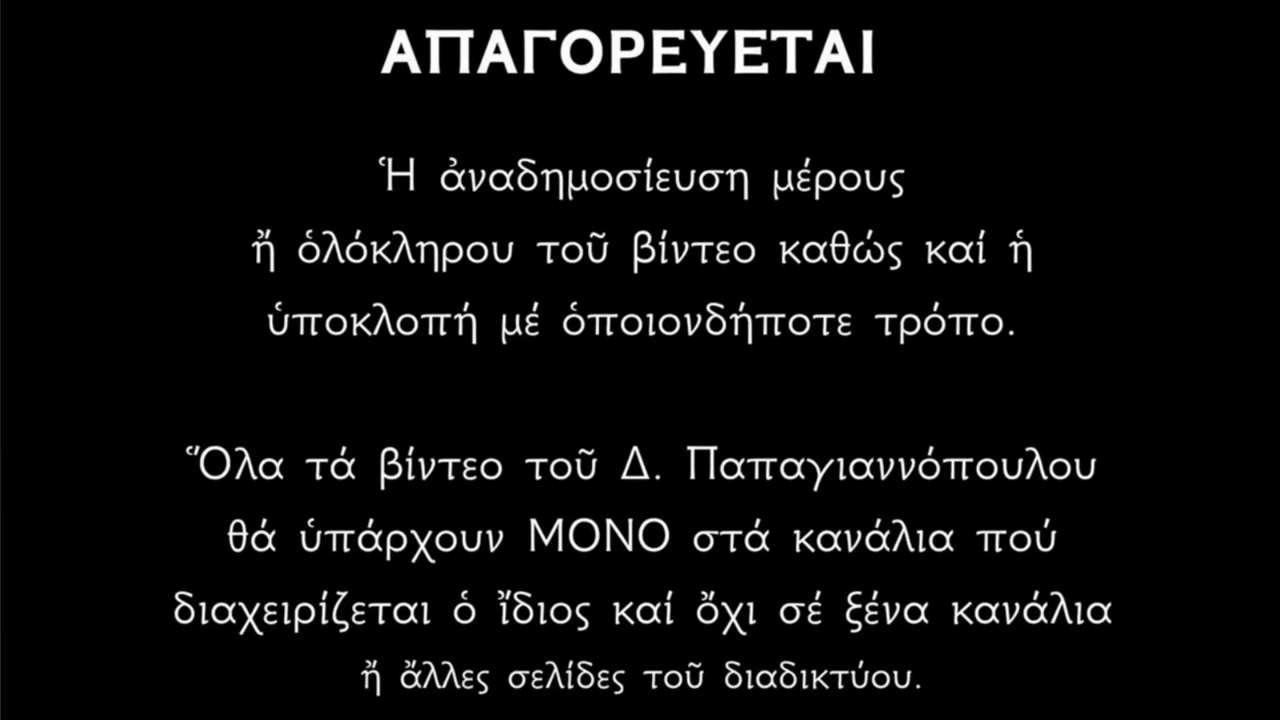 ΑΠΑΓΟΡΕΥΕΤΑΙ
Ἡ ἀναδημοσίευση μέρους
ἤ ὁλόκληρου τοῦ βίντεο καθώς καί ἡ
ὑποκλοπή μέ ὁποιονδήποτε τρόπο.
Ὅλα τά βίντεο τοῦ Δ. Παπαγιαννόπουλου
θά ὑπάρχουν ΜΟΝΟ στά κανάλια πού
διαχειρίζεται ὁ ἴδιος καί ὄχι σέ ξένα κανάλια
ἤ ἄλλες σελίδες τοῦ διαδικτύου.